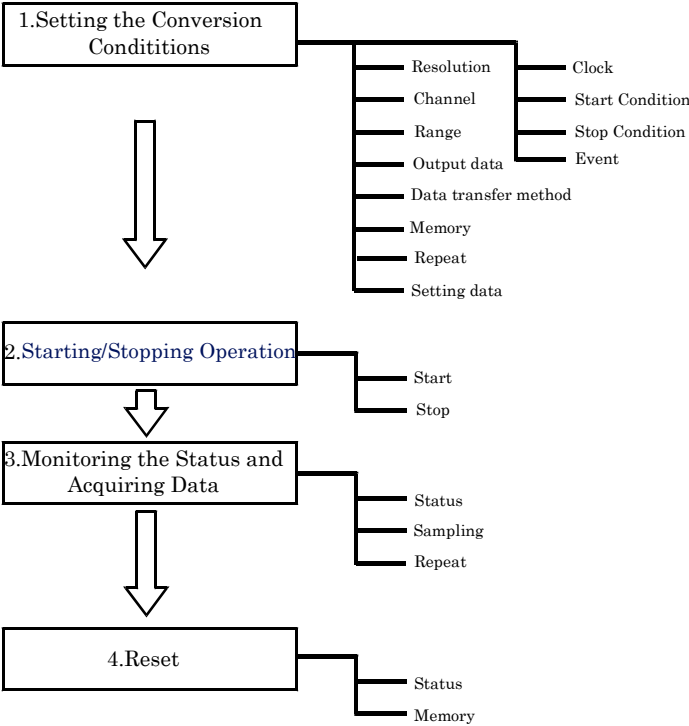 1.Setting the Conversion
Condititions
Resolution
Channel
Range
Output data
Data transfer method
Memory
Repeat
Setting data
Clock
Start Condition
Stop Condition
Event
2.Starting/Stopping Operation
Start
Stop
3.Monitoring the Status and
Acquiring Data
Status
Sampling
Repeat
4.Reset
Status
Memory